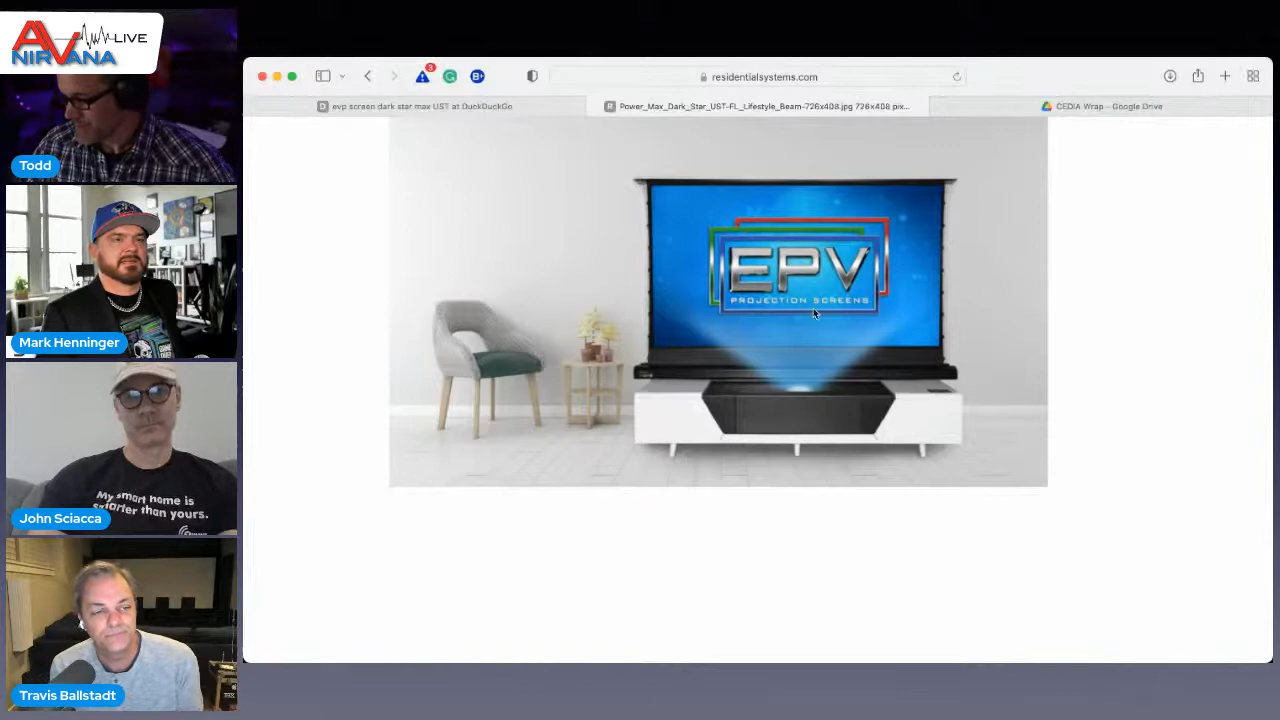 AV NIRVANA LIVE
Todd
Mark Henninger
My smart home is
smarter than yours.
John Sciacca
Travis Ballstadt
3
B+
residentialsystems.com
D evp screen dark star max UST at DuckDuckGo
R Power_Max_Dark_Star_UST-FL_Lifestyle_Beam-726x408.jpg 726×408 pix...
CEDIA Wrap – Google Drive
EPV
PROJECTION SCREENS